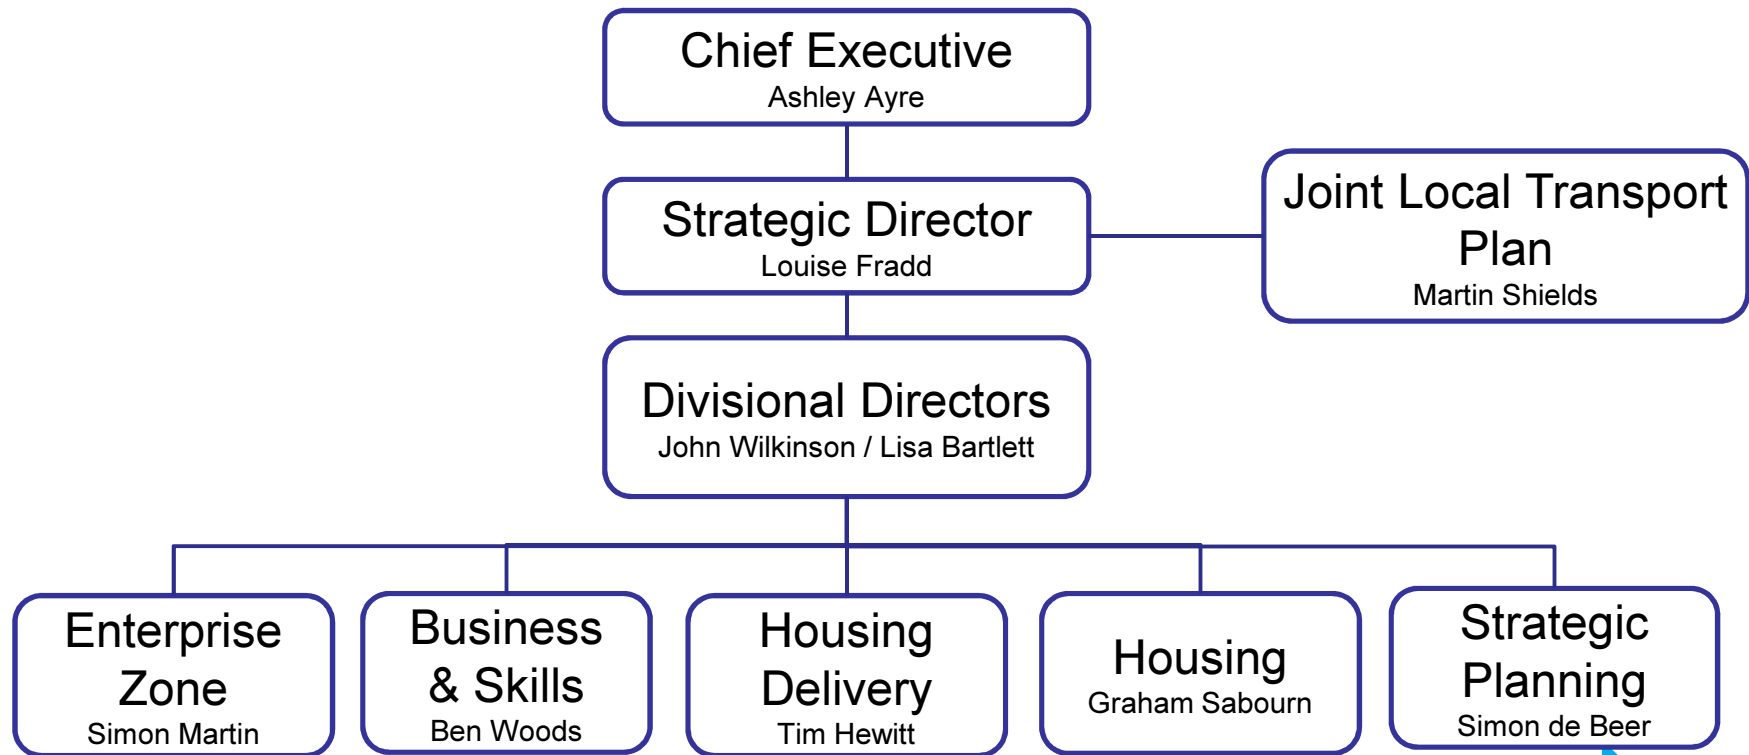 Chief Executive
Ashley Ayre
Strategic Director
Louise Fradd
Joint Local Transport
Plan
Martin Shields
Divisional Directors
John Wilkinson / Lisa Bartlett
Enterprise
Zone
Simon Martin
Business
& Skills
Ben Woods
Housing
Delivery
Tim Hewitt
Housing
Graham Sabourn
Strategic
Planning
Simon de Beer